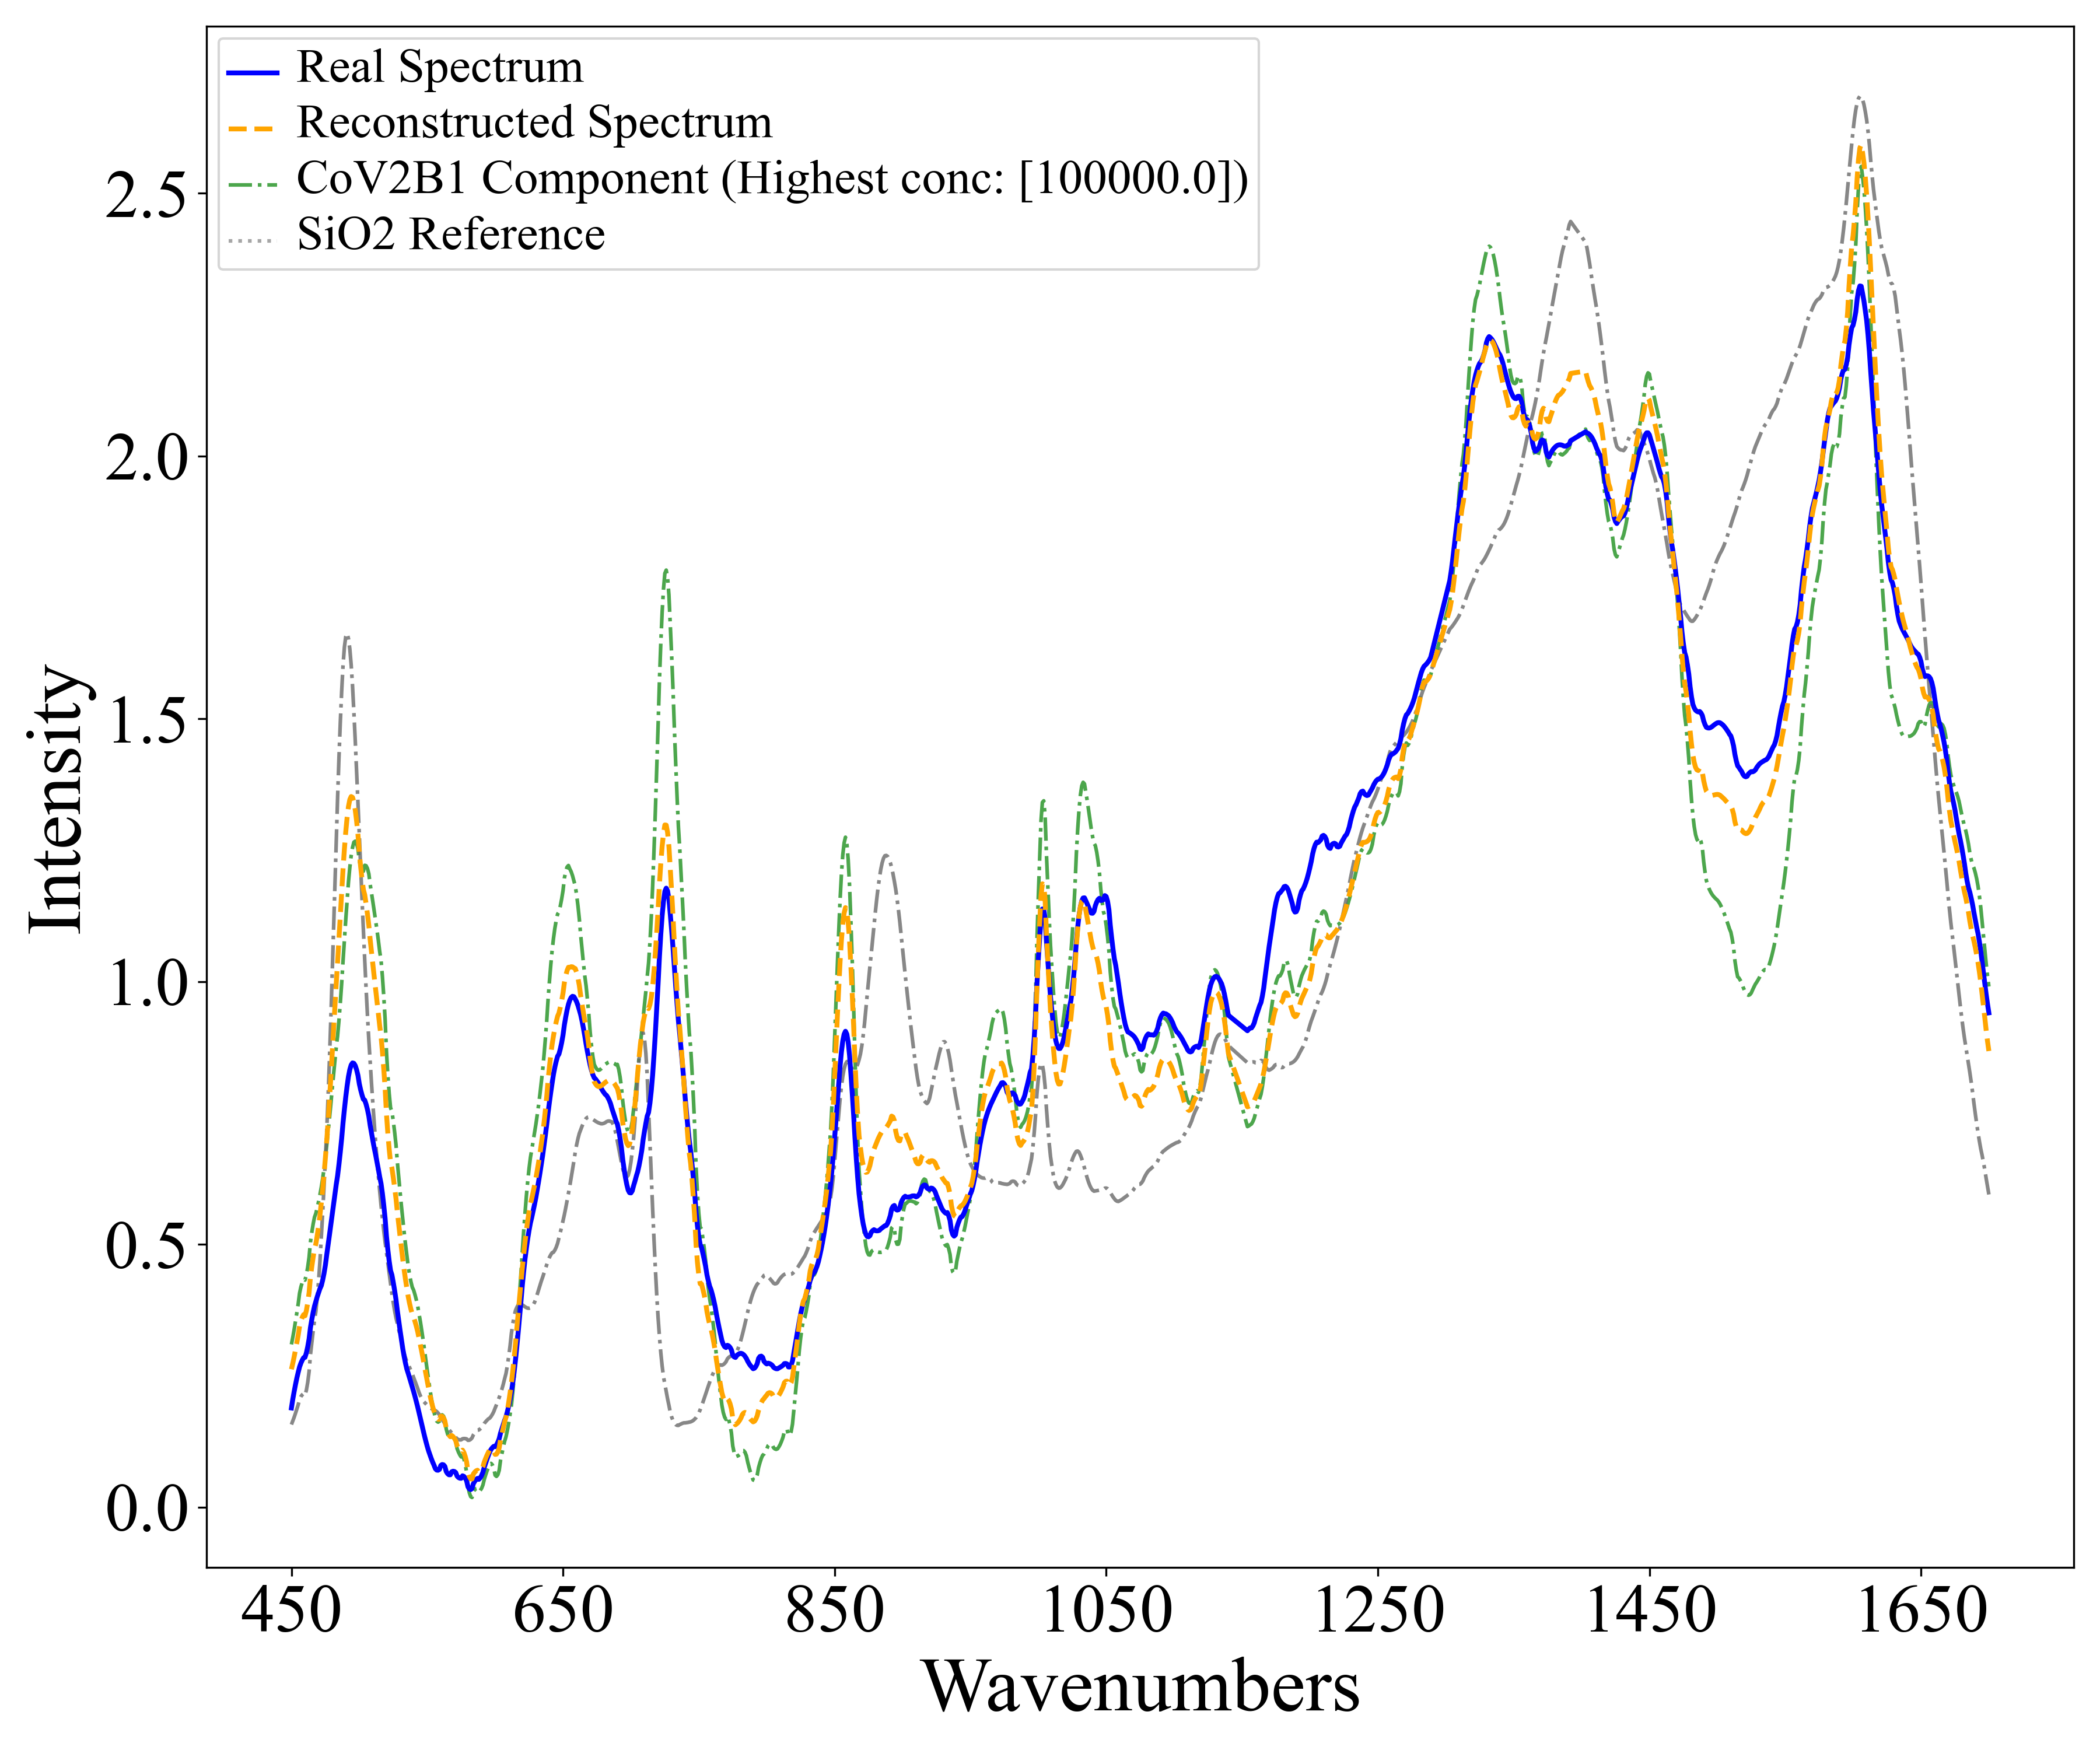 Real Spectrum
Reconstructed Spectrum
CoV2B1 Component (Highest conc: [100000.0])
SiO2 Reference
Intensity
2.5
2.0
1.5
1.0
0.5
0.0
450 650 850 1050 1250 1450 1650
Wavenumbers